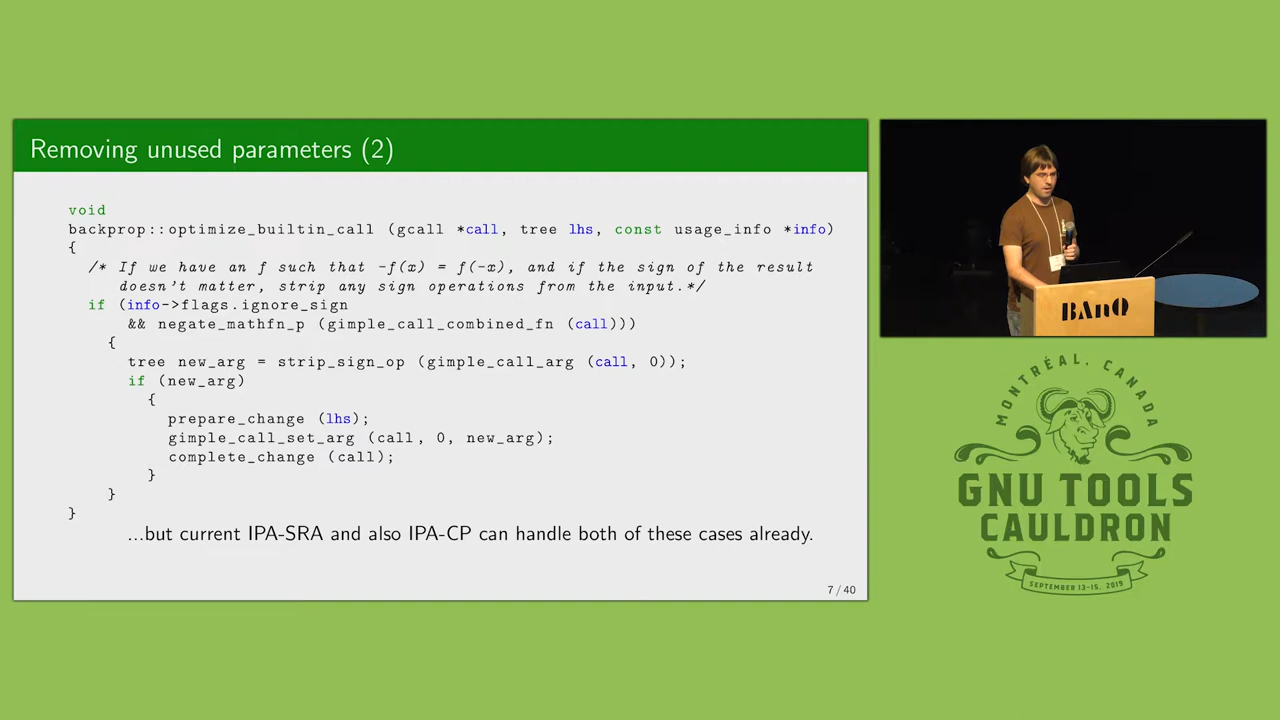 Removing unused parameters (2)
void
backprop::optimize_builtin_call (gcall *call, tree lhs, const usage_info *info)
{
/* If we have an f such that -f(x) = f(-x), and if the sign of the result
doesn't matter, strip any sign operations from the input.*/
if (info->flags.ignore_sign
&& negate_mathfn_p (gimple_call_combined_fn (call)))
{
tree new_arg = strip_sign_op (gimple_call_arg (call, 0));
if (new_arg)
{
prepare_change (lhs);
gimple_call_set_arg (call, 0, new_arg);
complete_change (call);
}
}
}
...but current IPA-SRA and also IPA-CP can handle both of these cases already.
7 / 40
BAnQ
MONTRÉAL, CANADA
GNU TOOLS
CAULDRON
SEPTEMBER 13-15, 2019